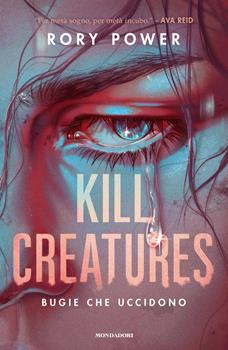 "Per metà sogno, per metà incubo." – AVA REID
RORY POWER
KILL
CREATURES
BUGIE CHE UCCIDONO
MONDADORI